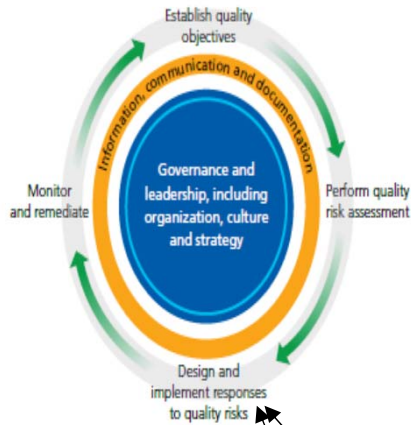 Establish quality
objectives
Information, communication and documentation
Governance and
leadership, including
organization, culture
and strategy
Monitor
and remediate
Perform quality
risk assessment
Design and
implement responses
to quality risks